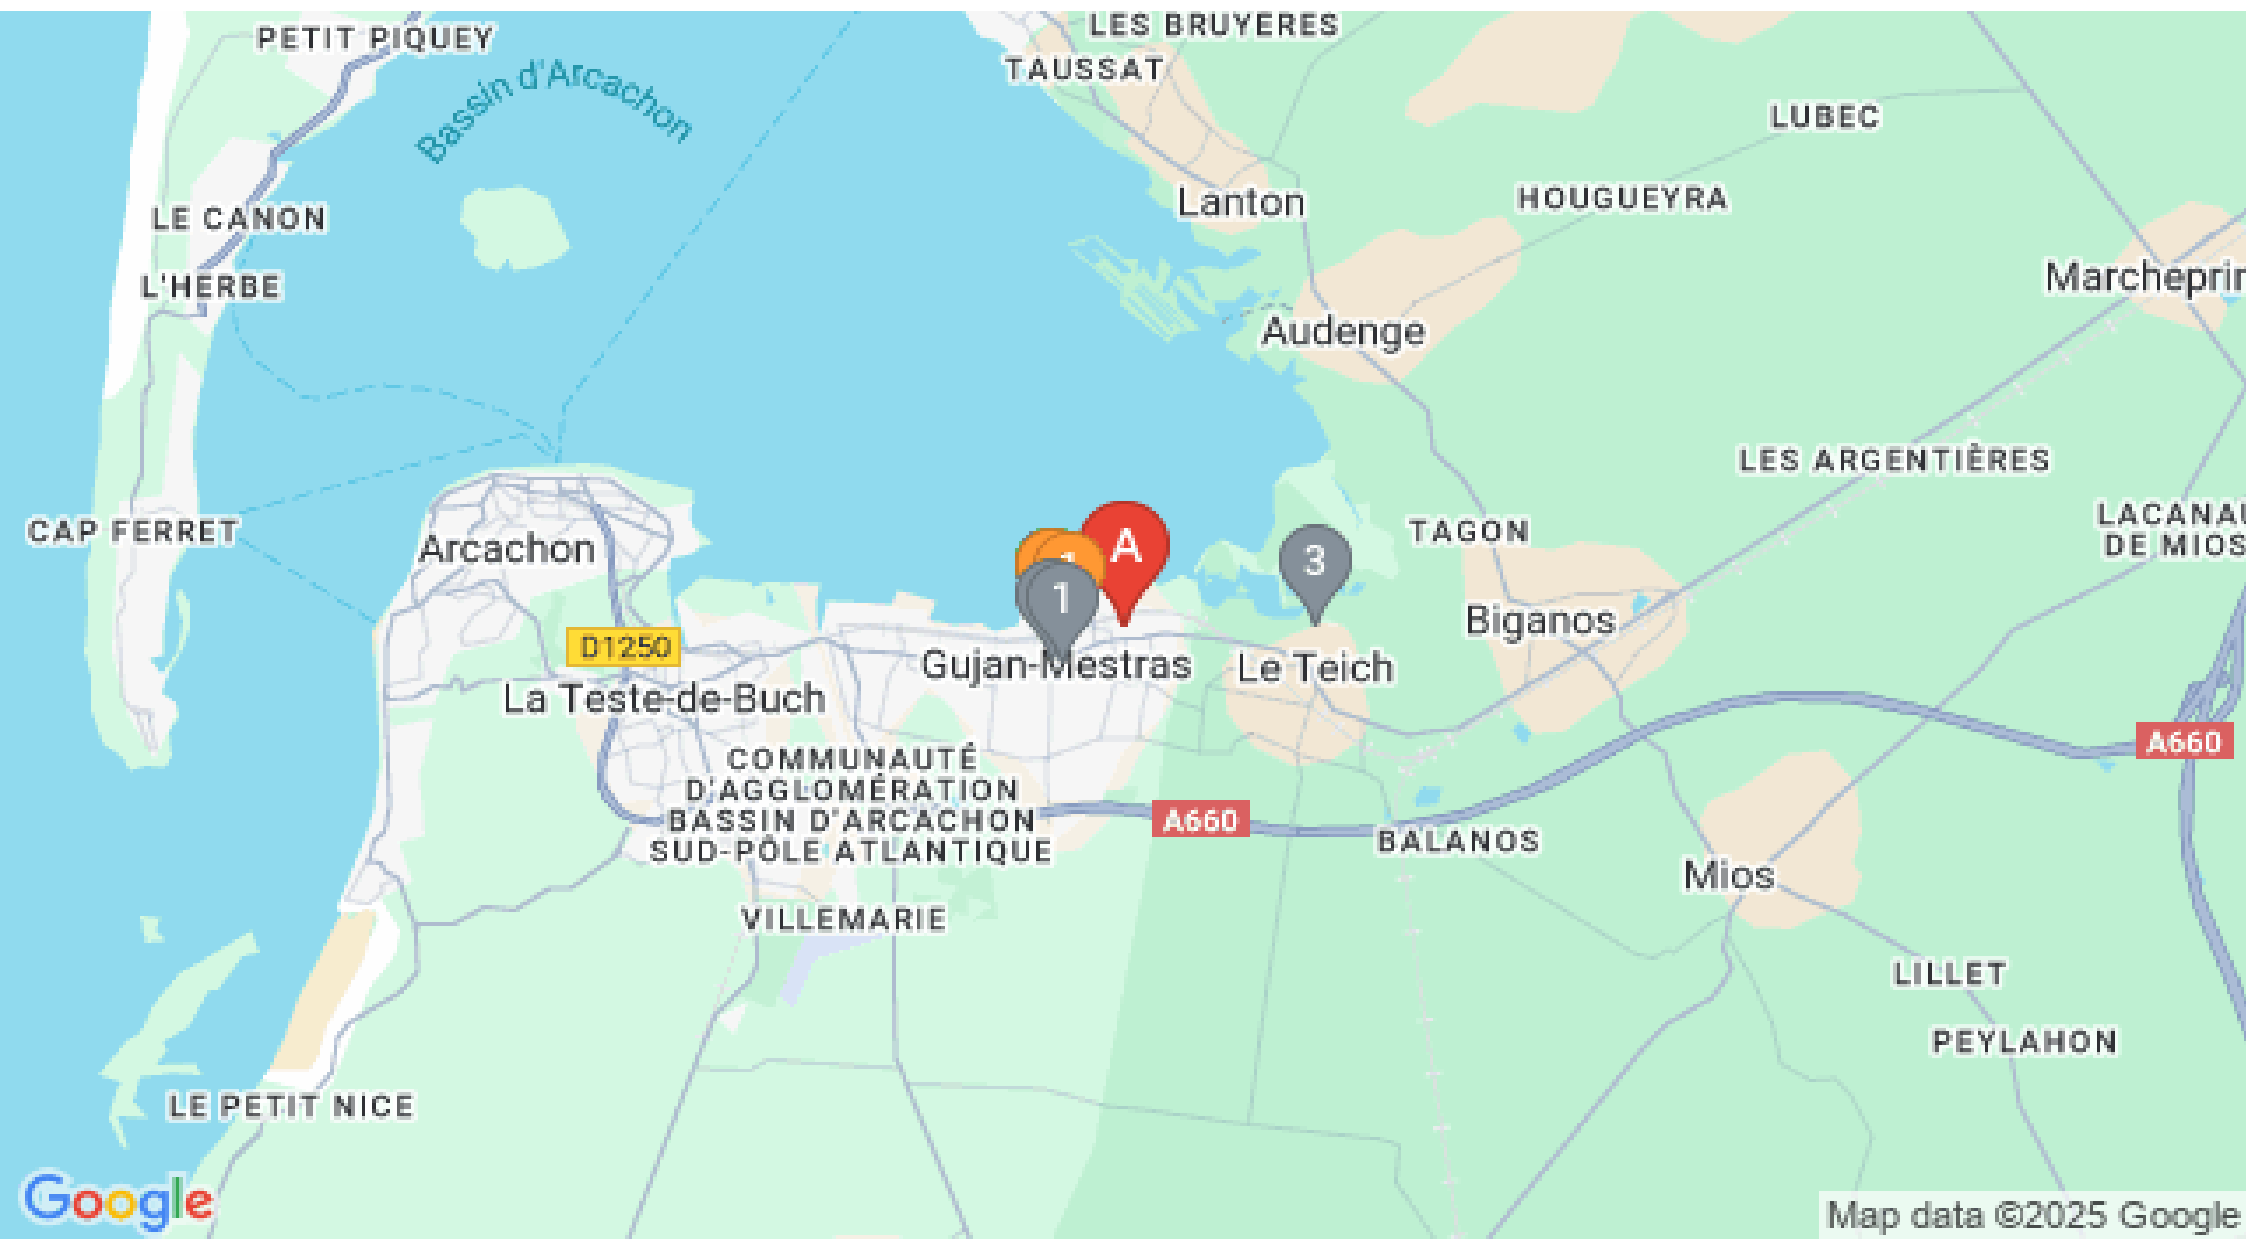 PETIT PIQUEY
LES BRUYERES
TAUSSAT
Bassin d'Arcachon
LUBEC
Lanton
HOUGUEYRA
LE CANON
L'HERBE
Marcheprir
Audenge
LES ARGENTIÈRES
CAP FERRET
Arcachon
1
A
1
3
TAGON
LACANAU
DE MIOS
Biganos
D1250
Gujan-Mestras
Le Teich
La Teste-de-Buch
A660
COMMUNAUTÉ
D'AGGLOMÉRATION
BASSIN D'ARCACHON
SUD-PÔLE ATLANTIQUE
A660
BALANOS
Mios
VILLEMARIE
LILLET
PEYLAHON
LE PETIT NICE
Google
Map data ©2025 Google